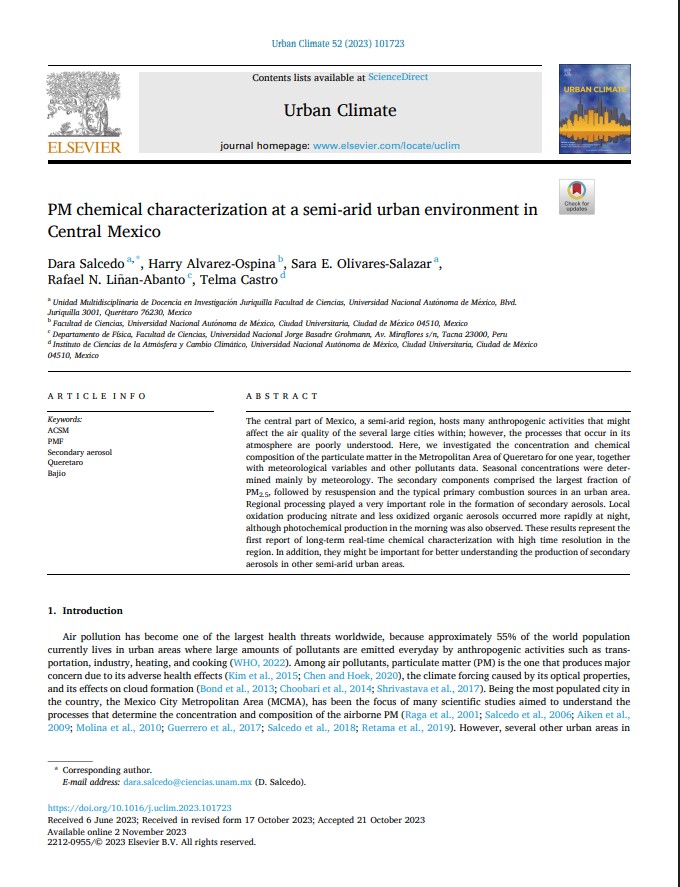 Urban Climate 52 (2023) 101723
Contents lists available at ScienceDirect
Urban Climate
journal homepage: www.elsevier.com/locate/uclim
ELSEVIER
URBAN CLIMATE
Check for
updates
PM chemical characterization at a semi-arid urban environment in
Central Mexico
Dara Salcedo a,*, Harry Alvarez-Ospina b, Sara E. Olivares-Salazar a,
Rafael N. Liñan-Abanto c, Telma Castro d
a Unidad Multidisciplinaria de Docencia en Investigación Juriquilla Facultad de Ciencias, Universidad Nacional Autónoma de México, Blvd.
Juriquilla 3001, Querétaro 76230, Mexico
b Facultad de Ciencias, Universidad Nacional Autónoma de México, Ciudad Universitaria, Ciudad de México 04510, Mexico
c Departamento de Física, Facultad de Ciencias, Universidad Nacional Jorge Basadre Grohmann, Av. Miraflores s/n, Tacna 23000, Peru
d Instituto de Ciencias de la Atmósfera y Cambio Climático, Universidad Nacional Autónoma de México, Ciudad Universitaria, Ciudad de México
04510, Mexico
ARTICLE INFO
Keywords:
ACSM
PMF
Secondary aerosol
Queretaro
Bajio
ABSTRACT
The central part of Mexico, a semi-arid region, hosts many anthropogenic activities that might
affect the air quality of the several large cities within; however, the processes that occur in its
atmosphere are poorly understood. Here, we investigated the concentration and chemical
composition of the particulate matter in the Metropolitan Area of Queretaro for one year, together
with meteorological variables and other pollutants data. Seasonal concentrations were deter-
mined mainly by meteorology. The secondary components comprised the largest fraction of
PM2.5, followed by resuspension and the typical primary combustion sources in an urban area.
Regional processing played a very important role in the formation of secondary aerosols. Local
oxidation producing nitrate and less oxidized organic aerosols occurred more rapidly at night,
although photochemical production in the morning was also observed. These results represent the
first report of long-term real-time chemical characterization with high time resolution in the
region. In addition, they might be important for better understanding the production of secondary
aerosols in other semi-arid urban areas.
1. Introduction
Air pollution has become one of the largest health threats worldwide, because approximately 55% of the world population
currently lives in urban areas where large amounts of pollutants are emitted everyday by anthropogenic activities such as trans-
portation, industry, heating, and cooking (WHO, 2022). Among air pollutants, particulate matter (PM) is the one that produces major
concern due to its adverse health effects (Kim et al., 2015; Chen and Hoek, 2020), the climate forcing caused by its optical properties,
and its effects on cloud formation (Bond et al., 2013; Choobari et al., 2014; Shrivastava et al., 2017). Being the most populated city in
the country, the Mexico City Metropolitan Area (MCMA), has been the focus of many scientific studies aimed to understand the
processes that determine the concentration and composition of the airborne PM (Raga et al., 2001; Salcedo et al., 2006; Aiken et al.,
2009; Molina et al., 2010; Guerrero et al., 2017; Salcedo et al., 2018; Retama et al., 2019). However, several other urban areas in
* Corresponding author.
E-mail address: dara.salcedo@ciencias.unam.mx (D. Salcedo).
https://doi.org/10.1016/j.uclim.2023.101723
Received 6 June 2023; Received in revised form 17 October 2023; Accepted 21 October 2023
Available online 2 November 2023
2212-0955/© 2023 Elsevier B.V. All rights reserved.